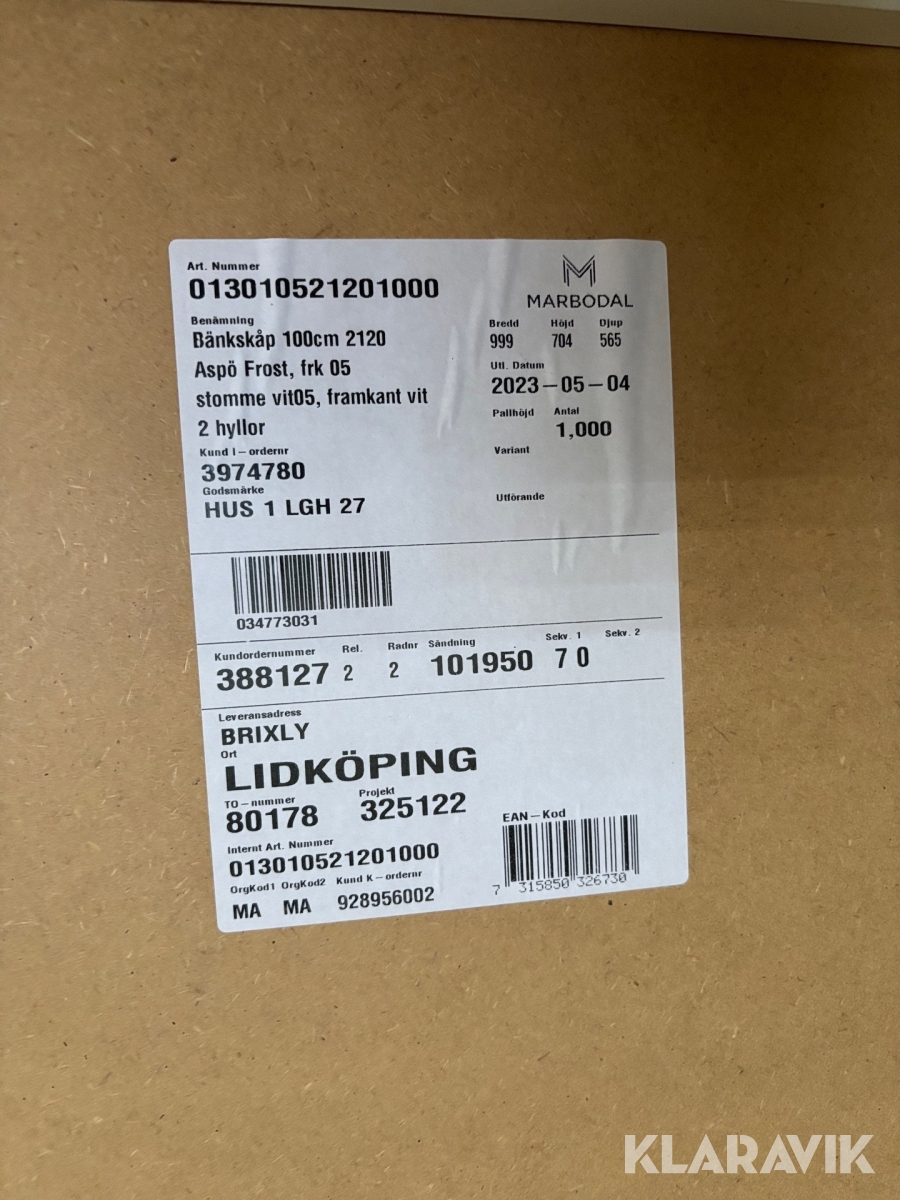 Art. Nummer
013010521201000
MARBODAL
Benämning
Bänkskåp 100cm 2120
Aspö Frost, frk 05
stomme vit05, framkant vit
2 hyllor
Bredd Höjd Djup
999 704 565
Utl. Datum
2023-05-04
Pallhöjd Antal
1,000
Variant
Utförande
Kund I-ordernr
3974780
Godsmärke
HUS 1 LGH 27
034773031
Kundordernummer Rel. Radnr Sändning Sekv. 1 Sekv. 2
388127 2 2 101950 7 0
Leveransadress
BRIXLY
Ort
LIDKÖPING
TO-nummer Projekt
80178 325122
Internt Art. Nummer
013010521201000
OrgKod1 OrgKod2 Kund K-ordernr
MA MA 928956002
EAN-Kod
7 315850 326730
KLARAVIK